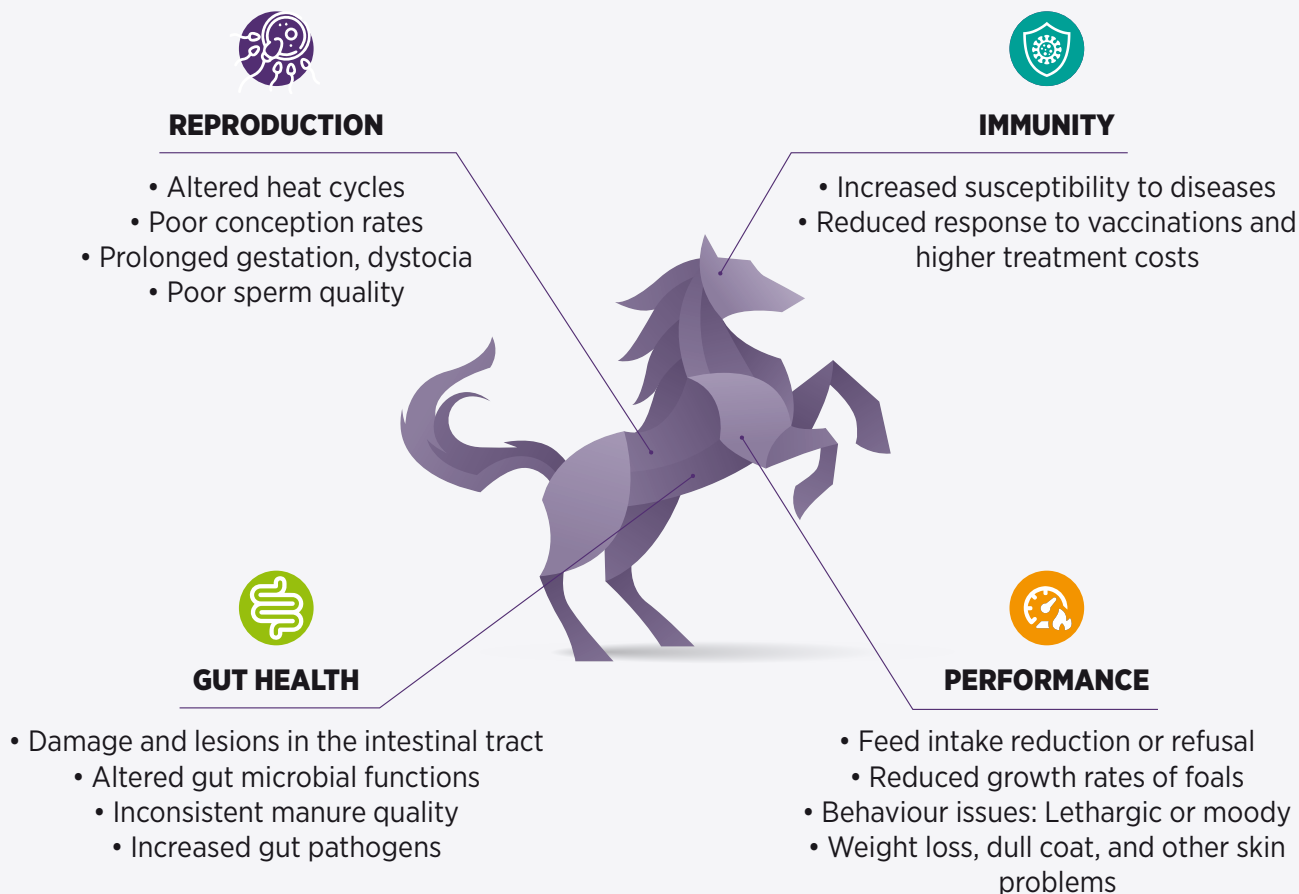 REPRODUCTION
• Altered heat cycles
• Poor conception rates
• Prolonged gestation, dystocia
• Poor sperm quality
IMMUNITY
• Increased susceptibility to diseases
• Reduced response to vaccinations and
higher treatment costs
GUT HEALTH
• Damage and lesions in the intestinal tract
• Altered gut microbial functions
• Inconsistent manure quality
• Increased gut pathogens
PERFORMANCE
• Feed intake reduction or refusal
• Reduced growth rates of foals
• Behaviour issues: Lethargic or moody
• Weight loss, dull coat, and other skin
problems